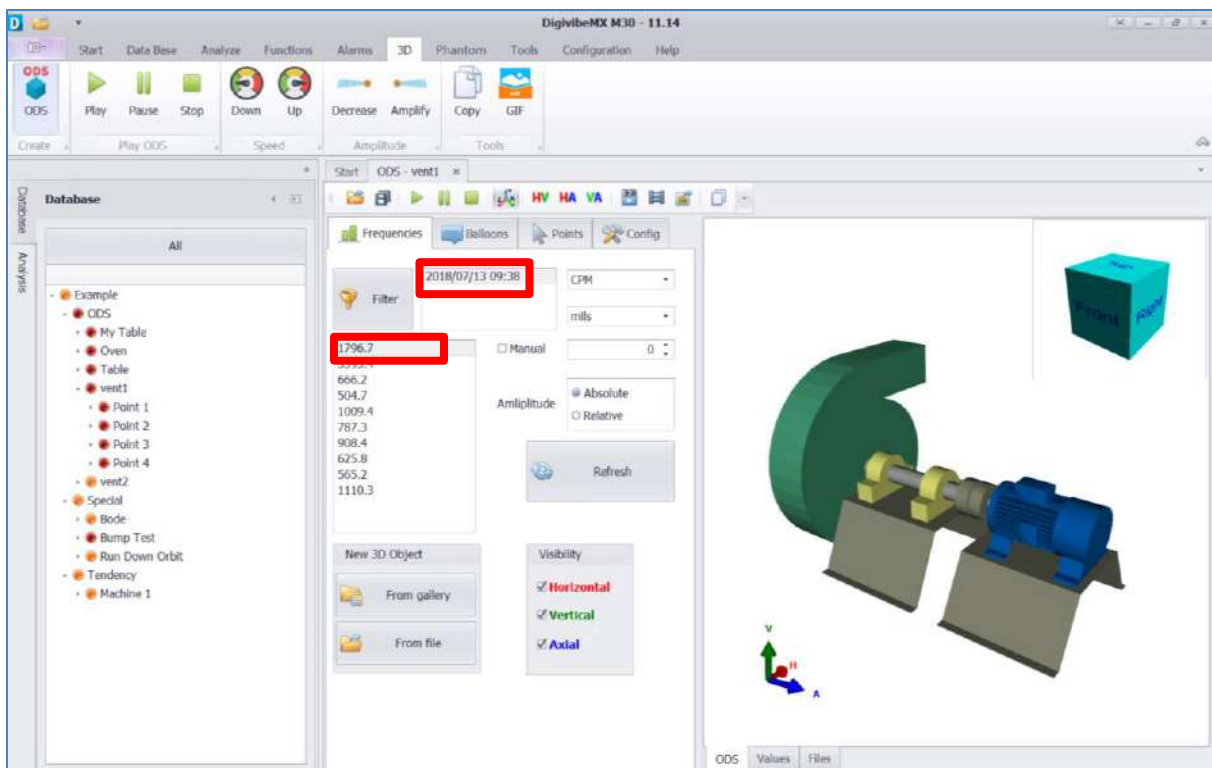 DigivibeMX M30 - 11.14
Start Data Base Analyze Functions Alarms 3D Phantom Tools Configuration Help
ODS
ODS Play Pause Stop Down Up Decrease Amplify Copy GIF
Create Play ODS Speed Amplitude Tools
Start ODS - vent1
Database
Analysis
Database
HV HA VA
Frequencies Balloons Points Config
All
Filter
2018/07/13 09:38
CPM
mils
1796.7
Manual
0
666.2
504.7
1009.4
787.3
908.4
625.8
565.2
1110.3
Amliplitude
Absolute
Relative
Refresh
Example
ODS
My Table
Oven
Table
vent1
Point 1
Point 2
Point 3
Point 4
vent2
Special
Bode
Bump Test
Run Down Orbit
Tendency
Machine 1
New 3D Object
From gallery
From file
Visibility
Horizontal
Vertical
Axial
Front Right
V
H
A
ODS Values Files